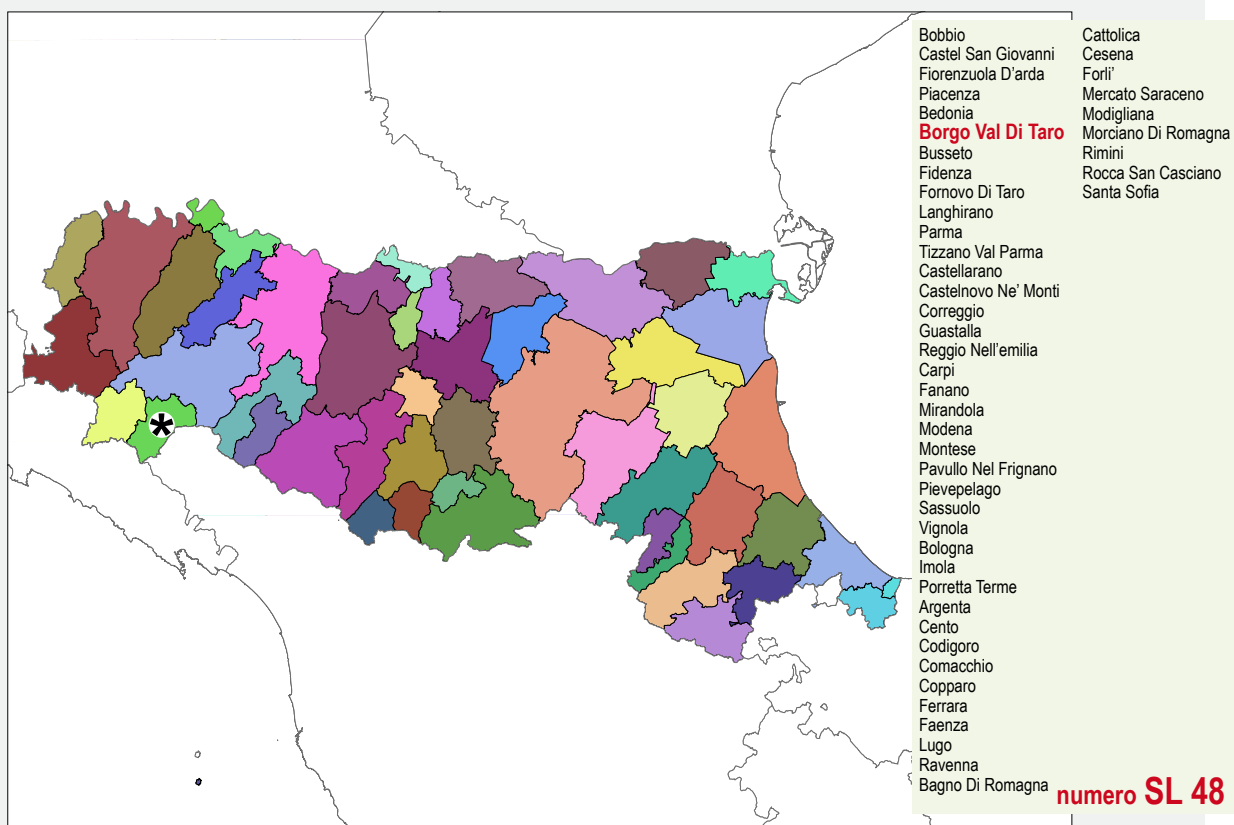 Bobbio
Castel San Giovanni
Fiorenzuola D'arda
Piacenza
Bedonia
Borgo Val Di Taro
Busseto
Fidenza
Fornovo Di Taro
Langhirano
Parma
Tizzano Val Parma
Castellarano
Castelnovo Ne' Monti
Correggio
Guastalla
Reggio Nell'emilia
Carpi
Fanano
Mirandola
Modena
Montese
Pavullo Nel Frignano
Pievepelago
Sassuolo
Vignola
Bologna
Imola
Porretta Terme
Argenta
Cento
Codigoro
Comacchio
Copparo
Ferrara
Faenza
Lugo
Ravenna
Bagno Di Romagna
Cattolica
Cesena
Forli'
Mercato Saraceno
Modigliana
Morciano Di Romagna
Rimini
Rocca San Casciano
Santa Sofia
numero SL 48
*